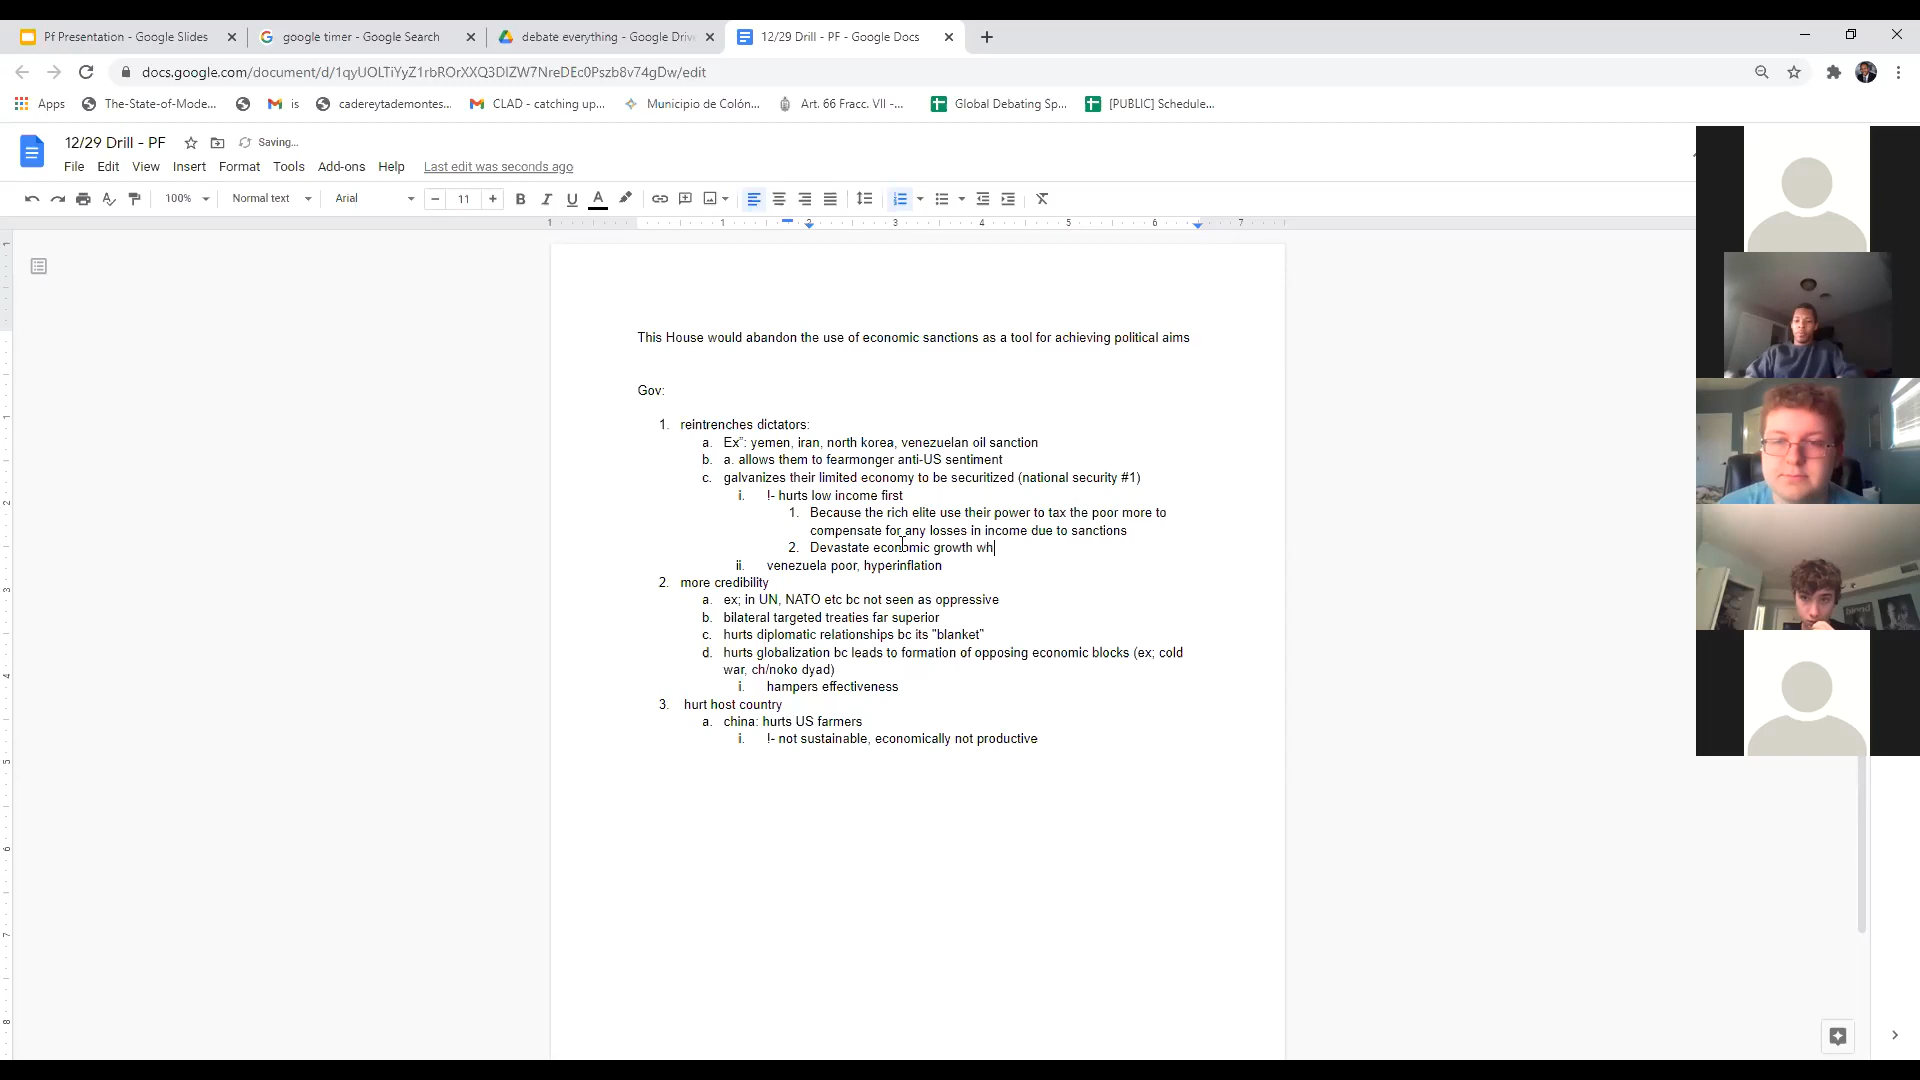 Pf Presentation - Google Slides
google timer - Google Search
debate everything - Google Drive
12/29 Drill - PF - Google Docs
docs.google.com/document/d/1qyUOLTiYyZ1rbROrXXQ3DIZW7NreDEc0Pszb8v74gDw/edit
Apps
The-State-of-Mode...
is
cadereytademontes...
CLAD - catching up...
Municipio de Colón...
Art. 66 Fracc. VII -...
Global Debating Sp...
[PUBLIC] Schedule...
12/29 Drill - PF
Saving...
File Edit View Insert Format Tools Add-ons Help Last edit was seconds ago
100% Normal text Arial 11
1 1 2 3 4 5 6 7
This House would abandon the use of economic sanctions as a tool for achieving political aims
Gov:
1. reintrenches dictators:
a. Ex": yemen, iran, north korea, venezuelan oil sanction
b. a. allows them to fearmonger anti-US sentiment
c. galvanizes their limited economy to be securitized (national security #1)
i. !- hurts low income first
1. Because the rich elite use their power to tax the poor more to
compensate for any losses in income due to sanctions
2. Devastate economic growth wh
ii. venezuela poor, hyperinflation
2. more credibility
a. ex; in UN, NATO etc bc not seen as oppressive
b. bilateral targeted treaties far superior
c. hurts diplomatic relationships bc its "blanket"
d. hurts globalization bc leads to formation of opposing economic blocks (ex; cold
war, ch/noko dyad)
i. hampers effectiveness
3. hurt host country
a. china: hurts US farmers
i. !- not sustainable, economically not productive